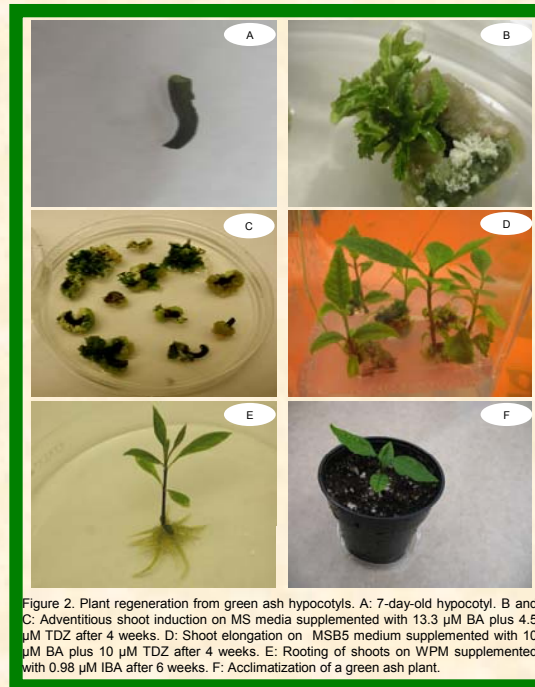 A
B
C
D
E
F
Figure 2. Plant regeneration from green ash hypocotyls. A: 7-day-old hypocotyl. B and
C: Adventitious shoot induction on MS media supplemented with 13.3 µM BA plus 4.5
µM TDZ after 4 weeks. D: Shoot elongation on MSB5 medium supplemented with 10
µM BA plus 10 µM TDZ after 4 weeks. E: Rooting of shoots on WPM supplemented
with 0.98 µM IBA after 6 weeks. F: Acclimatization of a green ash plant.